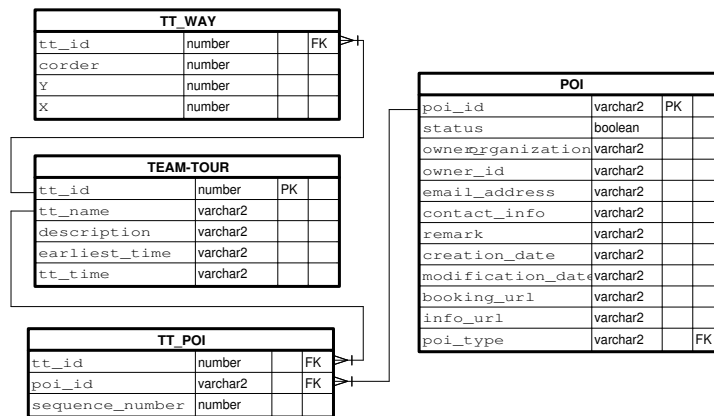 TT_WAY
tt_id number FK
corder number
Y number
X number
TEAM-TOUR
tt_id number PK
tt_name varchar2
description varchar2
earliest_time varchar2
tt_time varchar2
TT_POI
tt_id number FK
poi_id varchar2 FK
sequence_number number
POI
poi_id varchar2 PK
status boolean
owner_organization varchar2
owner_id varchar2
email_address varchar2
contact_info varchar2
remark varchar2
creation_date varchar2
modification_date varchar2
booking_url varchar2
info_url varchar2
poi_type varchar2 FK